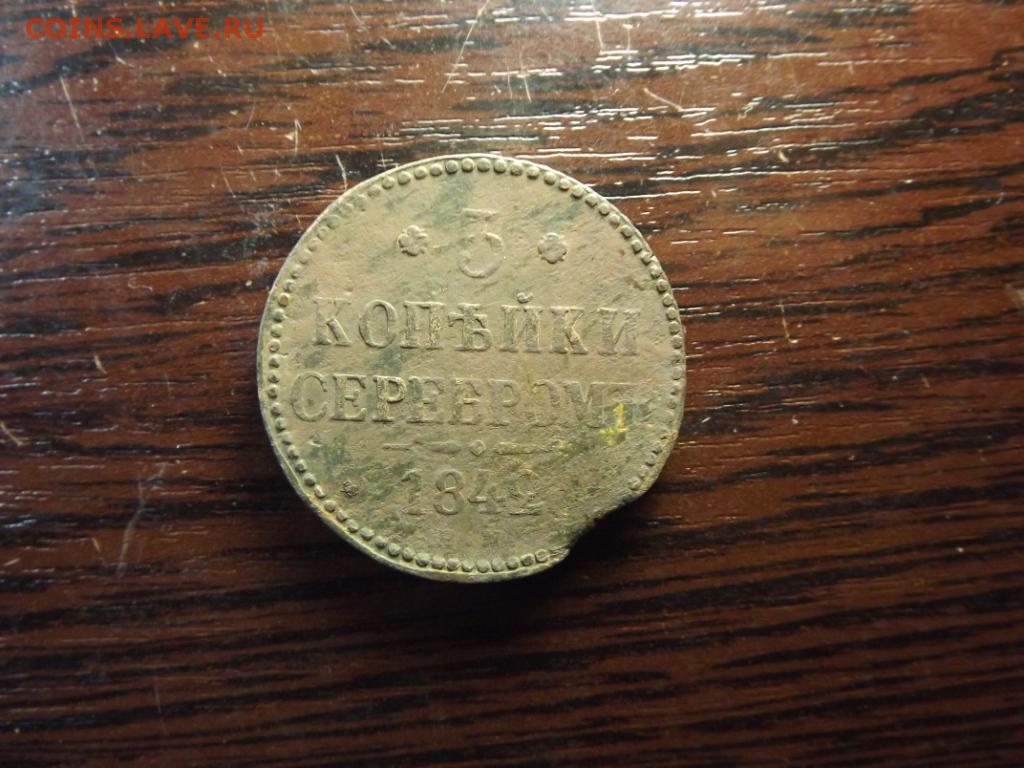 COINS.LAVE.RU
3
КОПѢЙКИ
СЕРЕБРОМЪ
1842